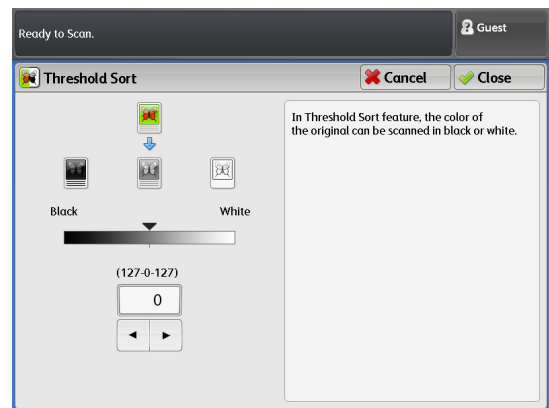 Ready to Scan.
Guest
Threshold Sort
Cancel
Close
In Threshold Sort feature, the color of
the original can be scanned in black or white.
Black
White
(127-0-127)
0